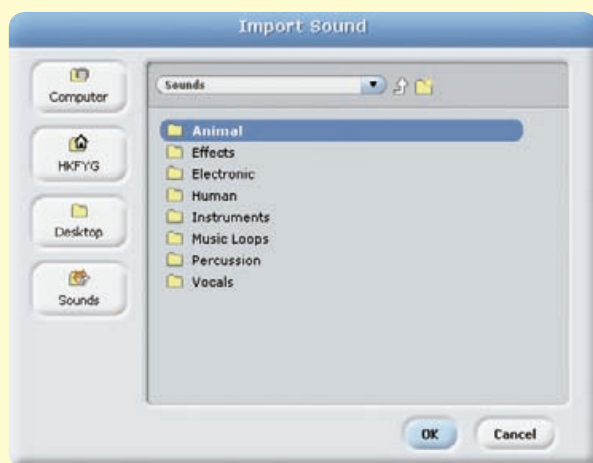 Import Sound
Computer
HKFYG
Desktop
Sounds
Sounds
Animal
Effects
Electronic
Human
Instruments
Music Loops
Percussion
Vocals
OK
Cancel